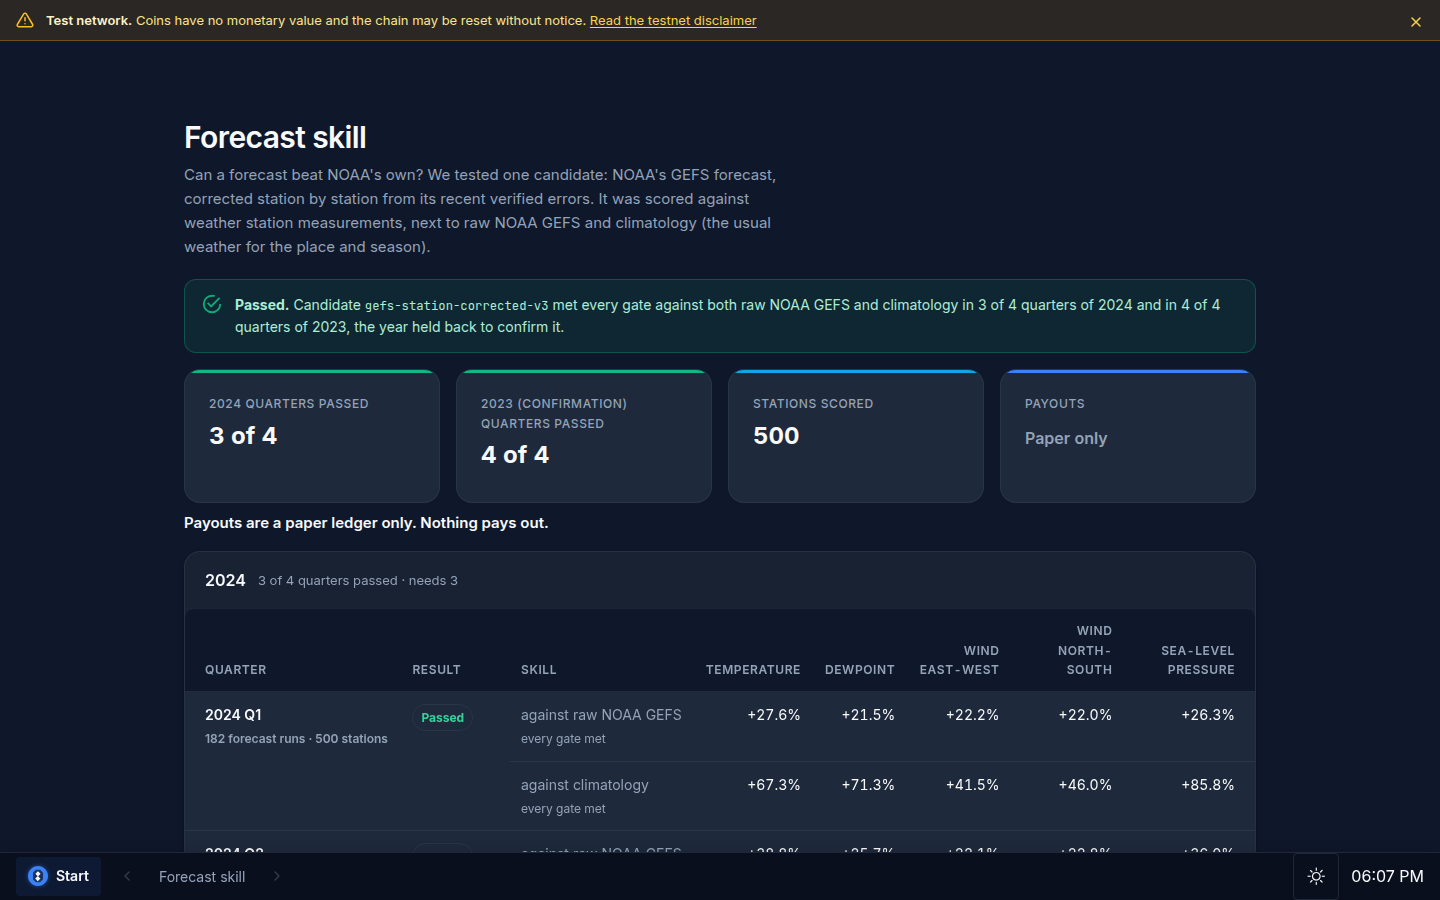 Test network. Coins have no monetary value and the chain may be reset without notice. Read the testnet disclaimer
Forecast skill
Can a forecast beat NOAA's own? We tested one candidate: NOAA's GEFS forecast,
corrected station by station from its recent verified errors. It was scored against
weather station measurements, next to raw NOAA GEFS and climatology (the usual
weather for the place and season).
Passed. Candidate gefs-station-corrected-v3 met every gate against both raw NOAA GEFS and climatology in 3 of 4 quarters of 2024 and in 4 of 4
quarters of 2023, the year held back to confirm it.
2024 QUARTERS PASSED
3 of 4
2023 (CONFIRMATION)
QUARTERS PASSED
4 of 4
STATIONS SCORED
500
PAYOUTS
Paper only
Payouts are a paper ledger only. Nothing pays out.
2024 3 of 4 quarters passed · needs 3
QUARTER RESULT SKILL TEMPERATURE DEWPOINT
WIND
EAST-WEST
WIND
NORTH-
SOUTH
SEA-LEVEL
PRESSURE
2024 Q1 Passed against raw NOAA GEFS +27.6% +21.5% +22.2% +22.0% +26.3%
182 forecast runs · 500 stations every gate met
against climatology +67.3% +71.3% +41.5% +46.0% +85.8%
every gate met
Start Forecast skill 06:07 PM